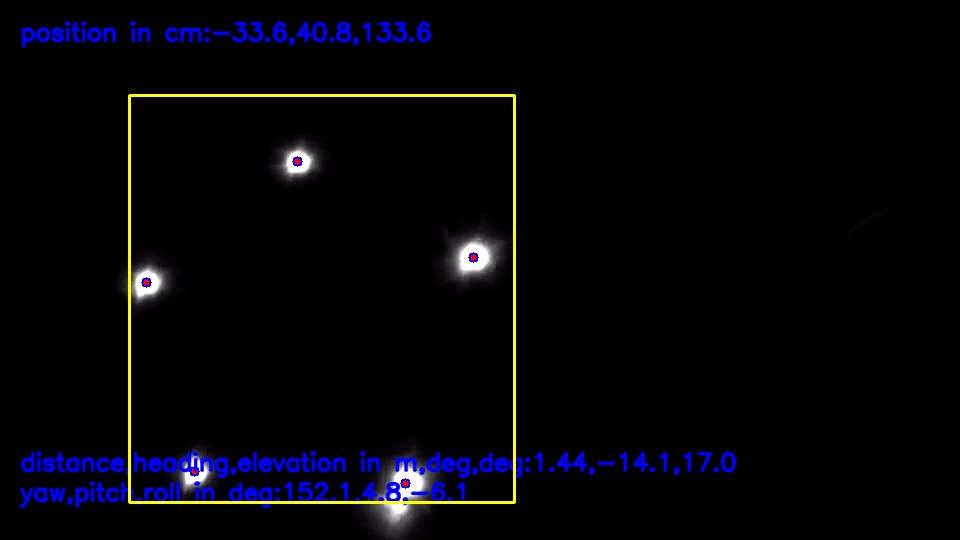 position in cm:-33.6,40.8,133.6
distance,heading,elevation in m,deg,deg:1.44,-14.1,17.0
yaw,pitch,roll in deg:152.1,4.8,-6.1